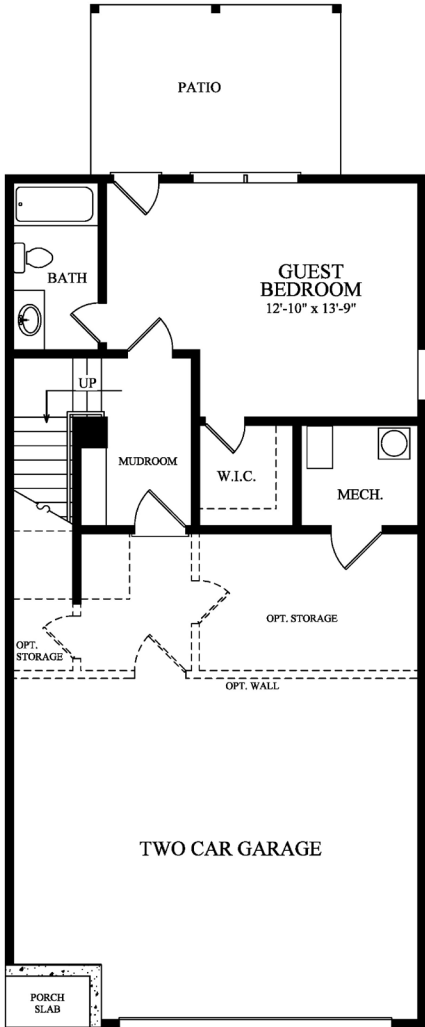 PATIO
BATH
GUEST
BEDROOM
12'-10" x 13'-9"
UP
MUDROOM
W.I.C.
MECH.
OPT. STORAGE
OPT.
STORAGE
OPT. WALL
TWO CAR GARAGE
PORCH
SLAB